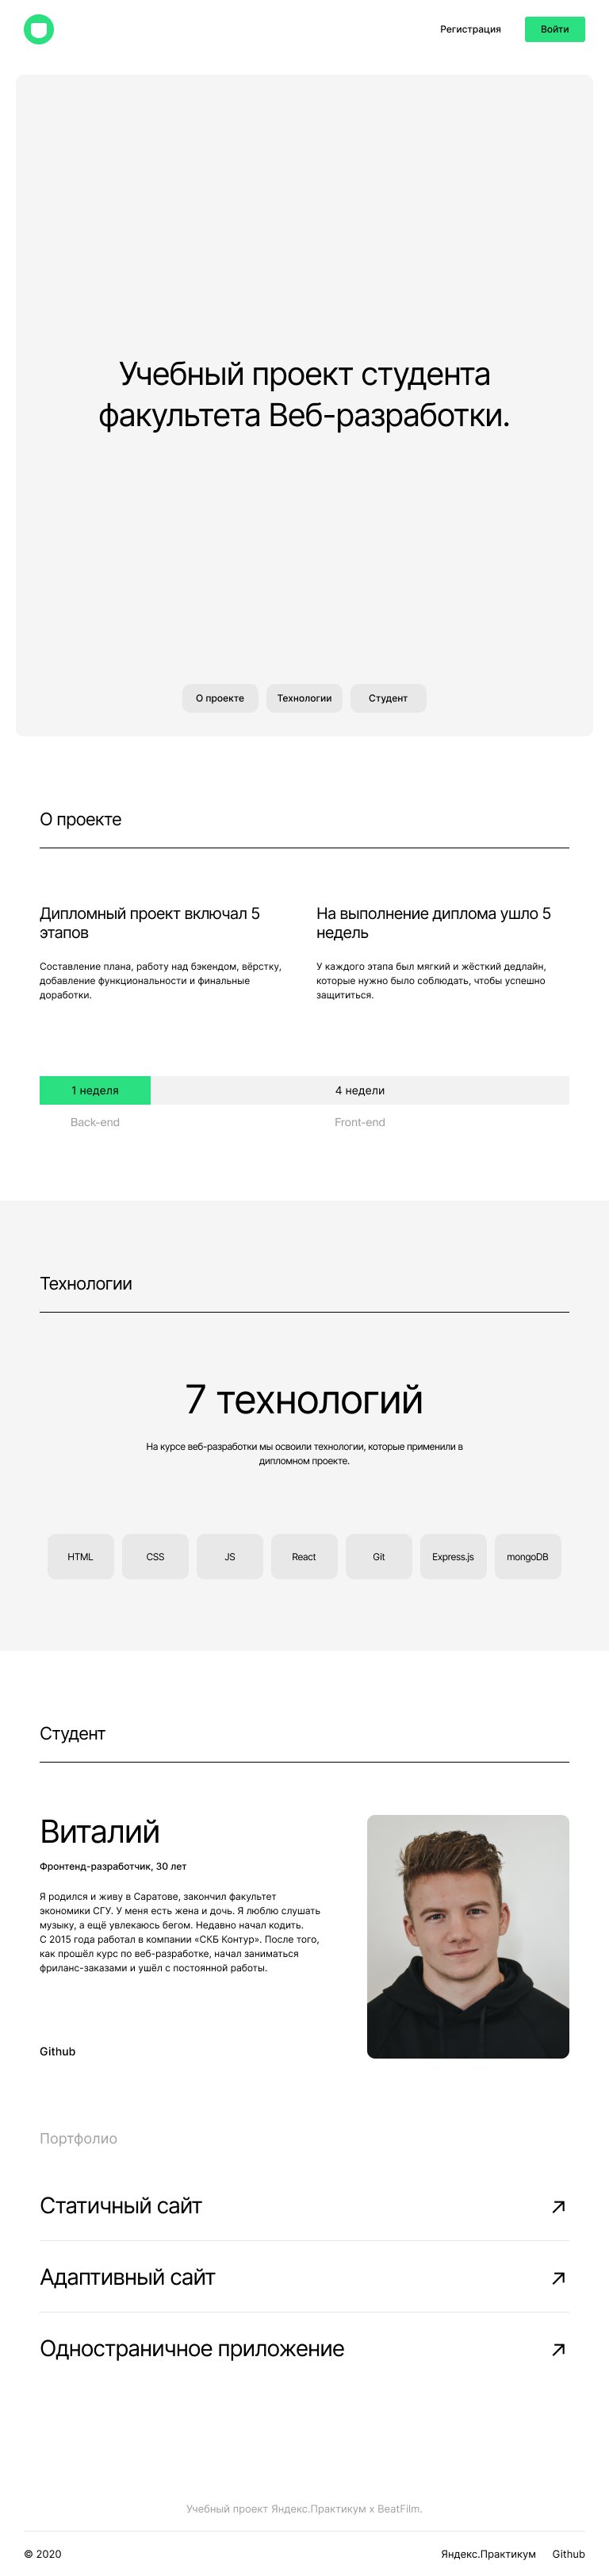 Регистрация
Войти
Учебный проект студента
факультета Веб-разработки.
О проекте
Технологии
Студент
О проекте
Дипломный проект включал 5
этапов
Составление плана, работу над бэкендом, вёрстку,
добавление функциональности и финальные
доработки.
На выполнение диплома ушло 5
недель
У каждого этапа был мягкий и жёсткий дедлайн,
которые нужно было соблюдать, чтобы успешно
защититься.
1 неделя
4 недели
Back-end
Front-end
Технологии
7 технологий
На курсе веб-разработки мы освоили технологии, которые применили в
дипломном проекте.
HTML
CSS
JS
React
Git
Express.js
mongoDB
Студент
Виталий
Фронтенд-разработчик, 30 лет
Я родился и живу в Саратове, закончил факультет
экономики СГУ. У меня есть жена и дочь. Я люблю слушать
музыку, а ещё увлекаюсь бегом. Недавно начал кодить.
С 2015 года работал в компании «СКБ Контур». После того,
как прошёл курс по веб-разработке, начал заниматься
фриланс-заказами и ушёл с постоянной работы.
Github
Портфолио
Статичный сайт
Адаптивный сайт
Одностраничное приложение
Учебный проект Яндекс.Практикум х BeatFilm.
© 2020
Яндекс.Практикум
Github